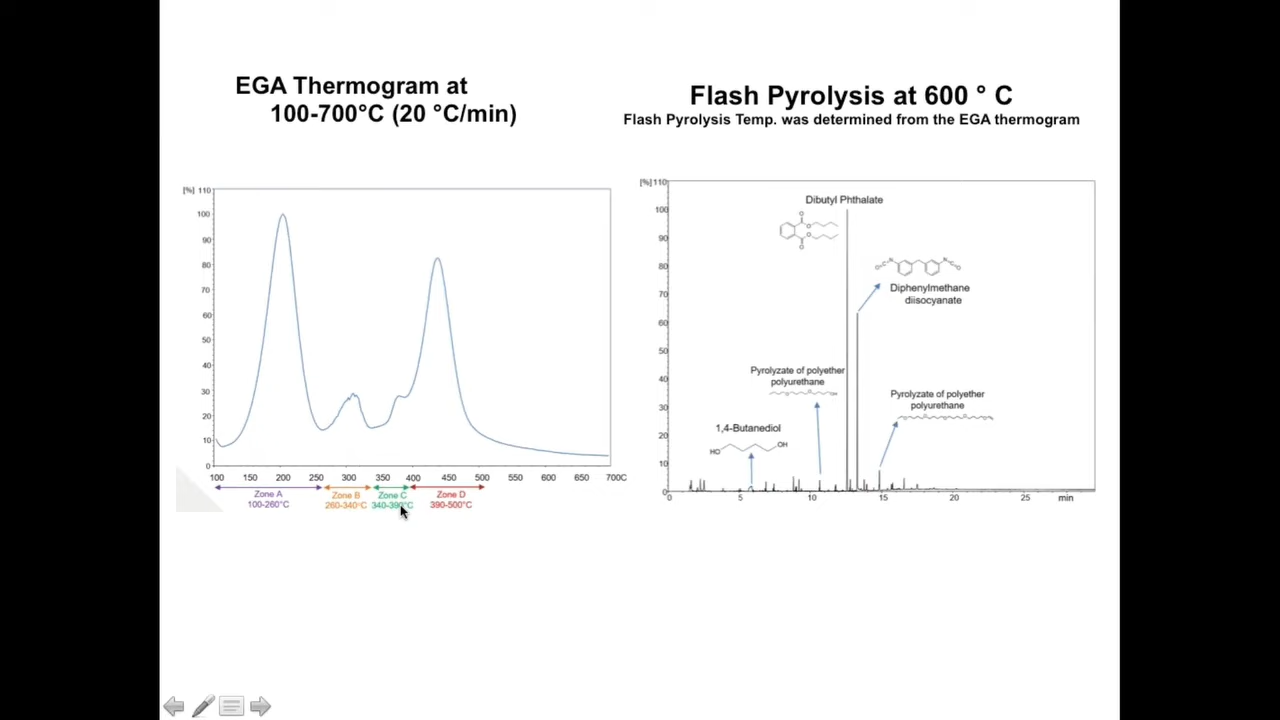 EGA Thermogram at
100-700°C (20 °C/min)
Flash Pyrolysis at 600 ° C
Flash Pyrolysis Temp. was determined from the EGA thermogram
[%] 110
100
90
80
70
60
50
40
30
20
10
0
100 150 200 250 300 350 400 450 500 550 600 650 700C
Zone A
100-260°C
Zone B
260-340°C
Zone C
340-390°C
Zone D
390-500°C
[%] 110
100
90
80
70
60
50
40
30
20
10
0
0 5 10 15 20 25 min
Dibutyl Phthalate
O
O
O
O
O C N
N C O
Diphenylmethane
diisocyanate
Pyrolyzate of polyether
polyurethane
OH
Pyrolyzate of polyether
polyurethane
1,4-Butanediol
HO
OH